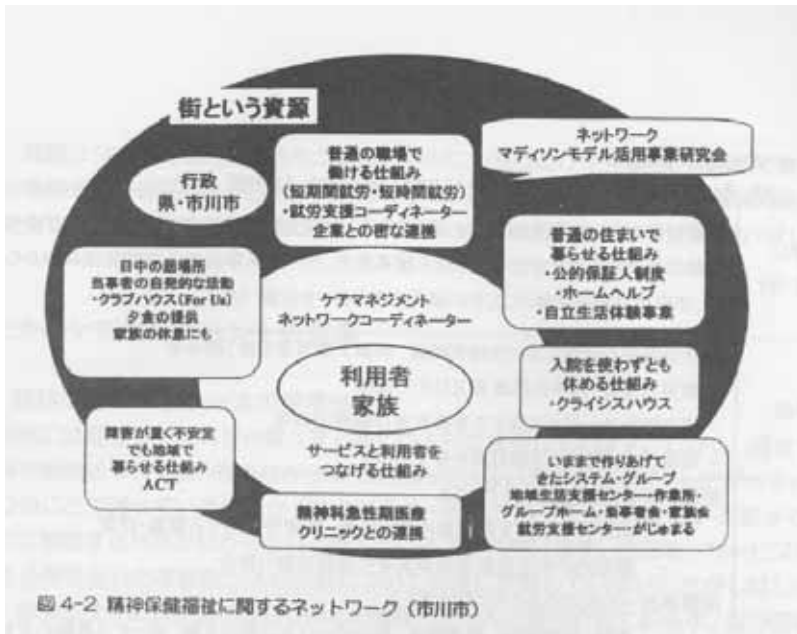 街という資源
ネットワーク
マディソンモデル活用事業研究会
行政
県・市川市
普通の職場で
働ける仕組み
(短期間就労・短時間就労)
・就労支援コーディネーター
企業との密な連携
普通の住まいで
暮らせる仕組み
・公的保証人制度
・ホームヘルプ
・自立生活体験事業
日中の居場所
当事者の自発的な活動
・クラブハウス(For Us)
夕食の提供
家族の休息にも
ケアマネジメント
ネットワークコーディネーター
利用者
家族
サービスと利用者を
つなげる仕組み
入院を使わずとも
休める仕組み
・クライシスハウス
障害が重く不安定
でも地域で
暮らせる仕組み
ACT
いままで作りあげて
きたシステム・グループ
地域生活支援センター・作業所・
グループホーム・当事者会・家族会
就労支援センター・がじゅまる
精神科急性期医療
クリニックとの連携
図4-2 精神保健福祉に関するネットワーク (市川市)